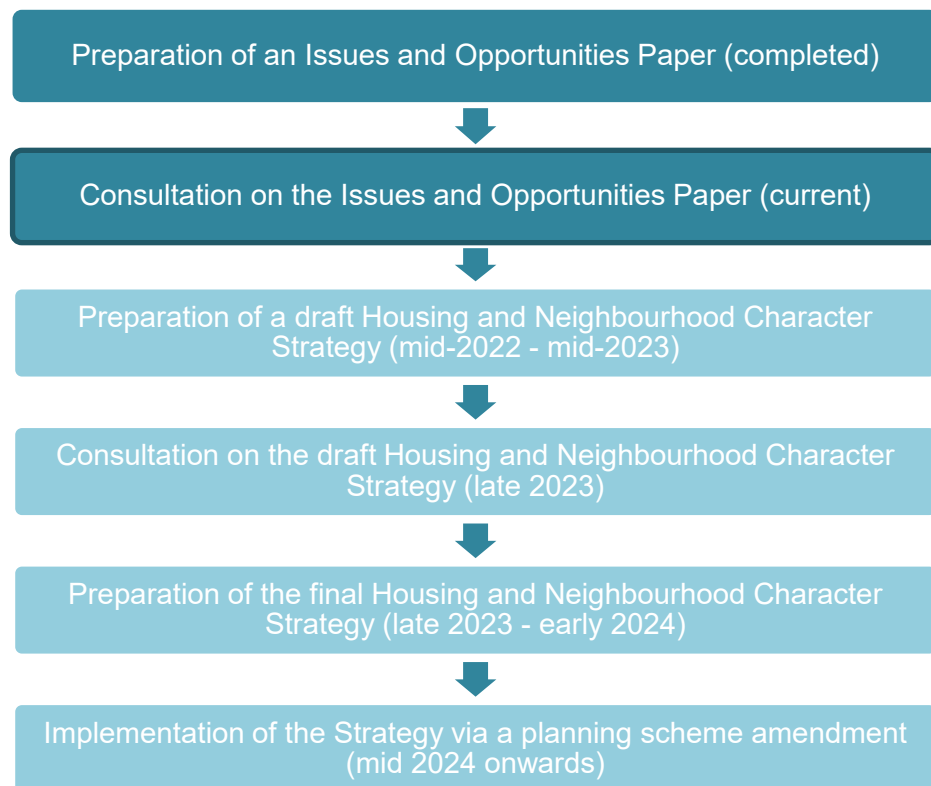 Preparation of an Issues and Opportunities Paper (completed)
Consultation on the Issues and Opportunities Paper (current)
Preparation of a draft Housing and Neighbourhood Character
Strategy (mid-2022 - mid-2023)
Consultation on the draft Housing and Neighbourhood Character
Strategy (late 2023)
Preparation of the final Housing and Neighbourhood Character
Strategy (late 2023 - early 2024)
Implementation of the Strategy via a planning scheme amendment
(mid 2024 onwards)